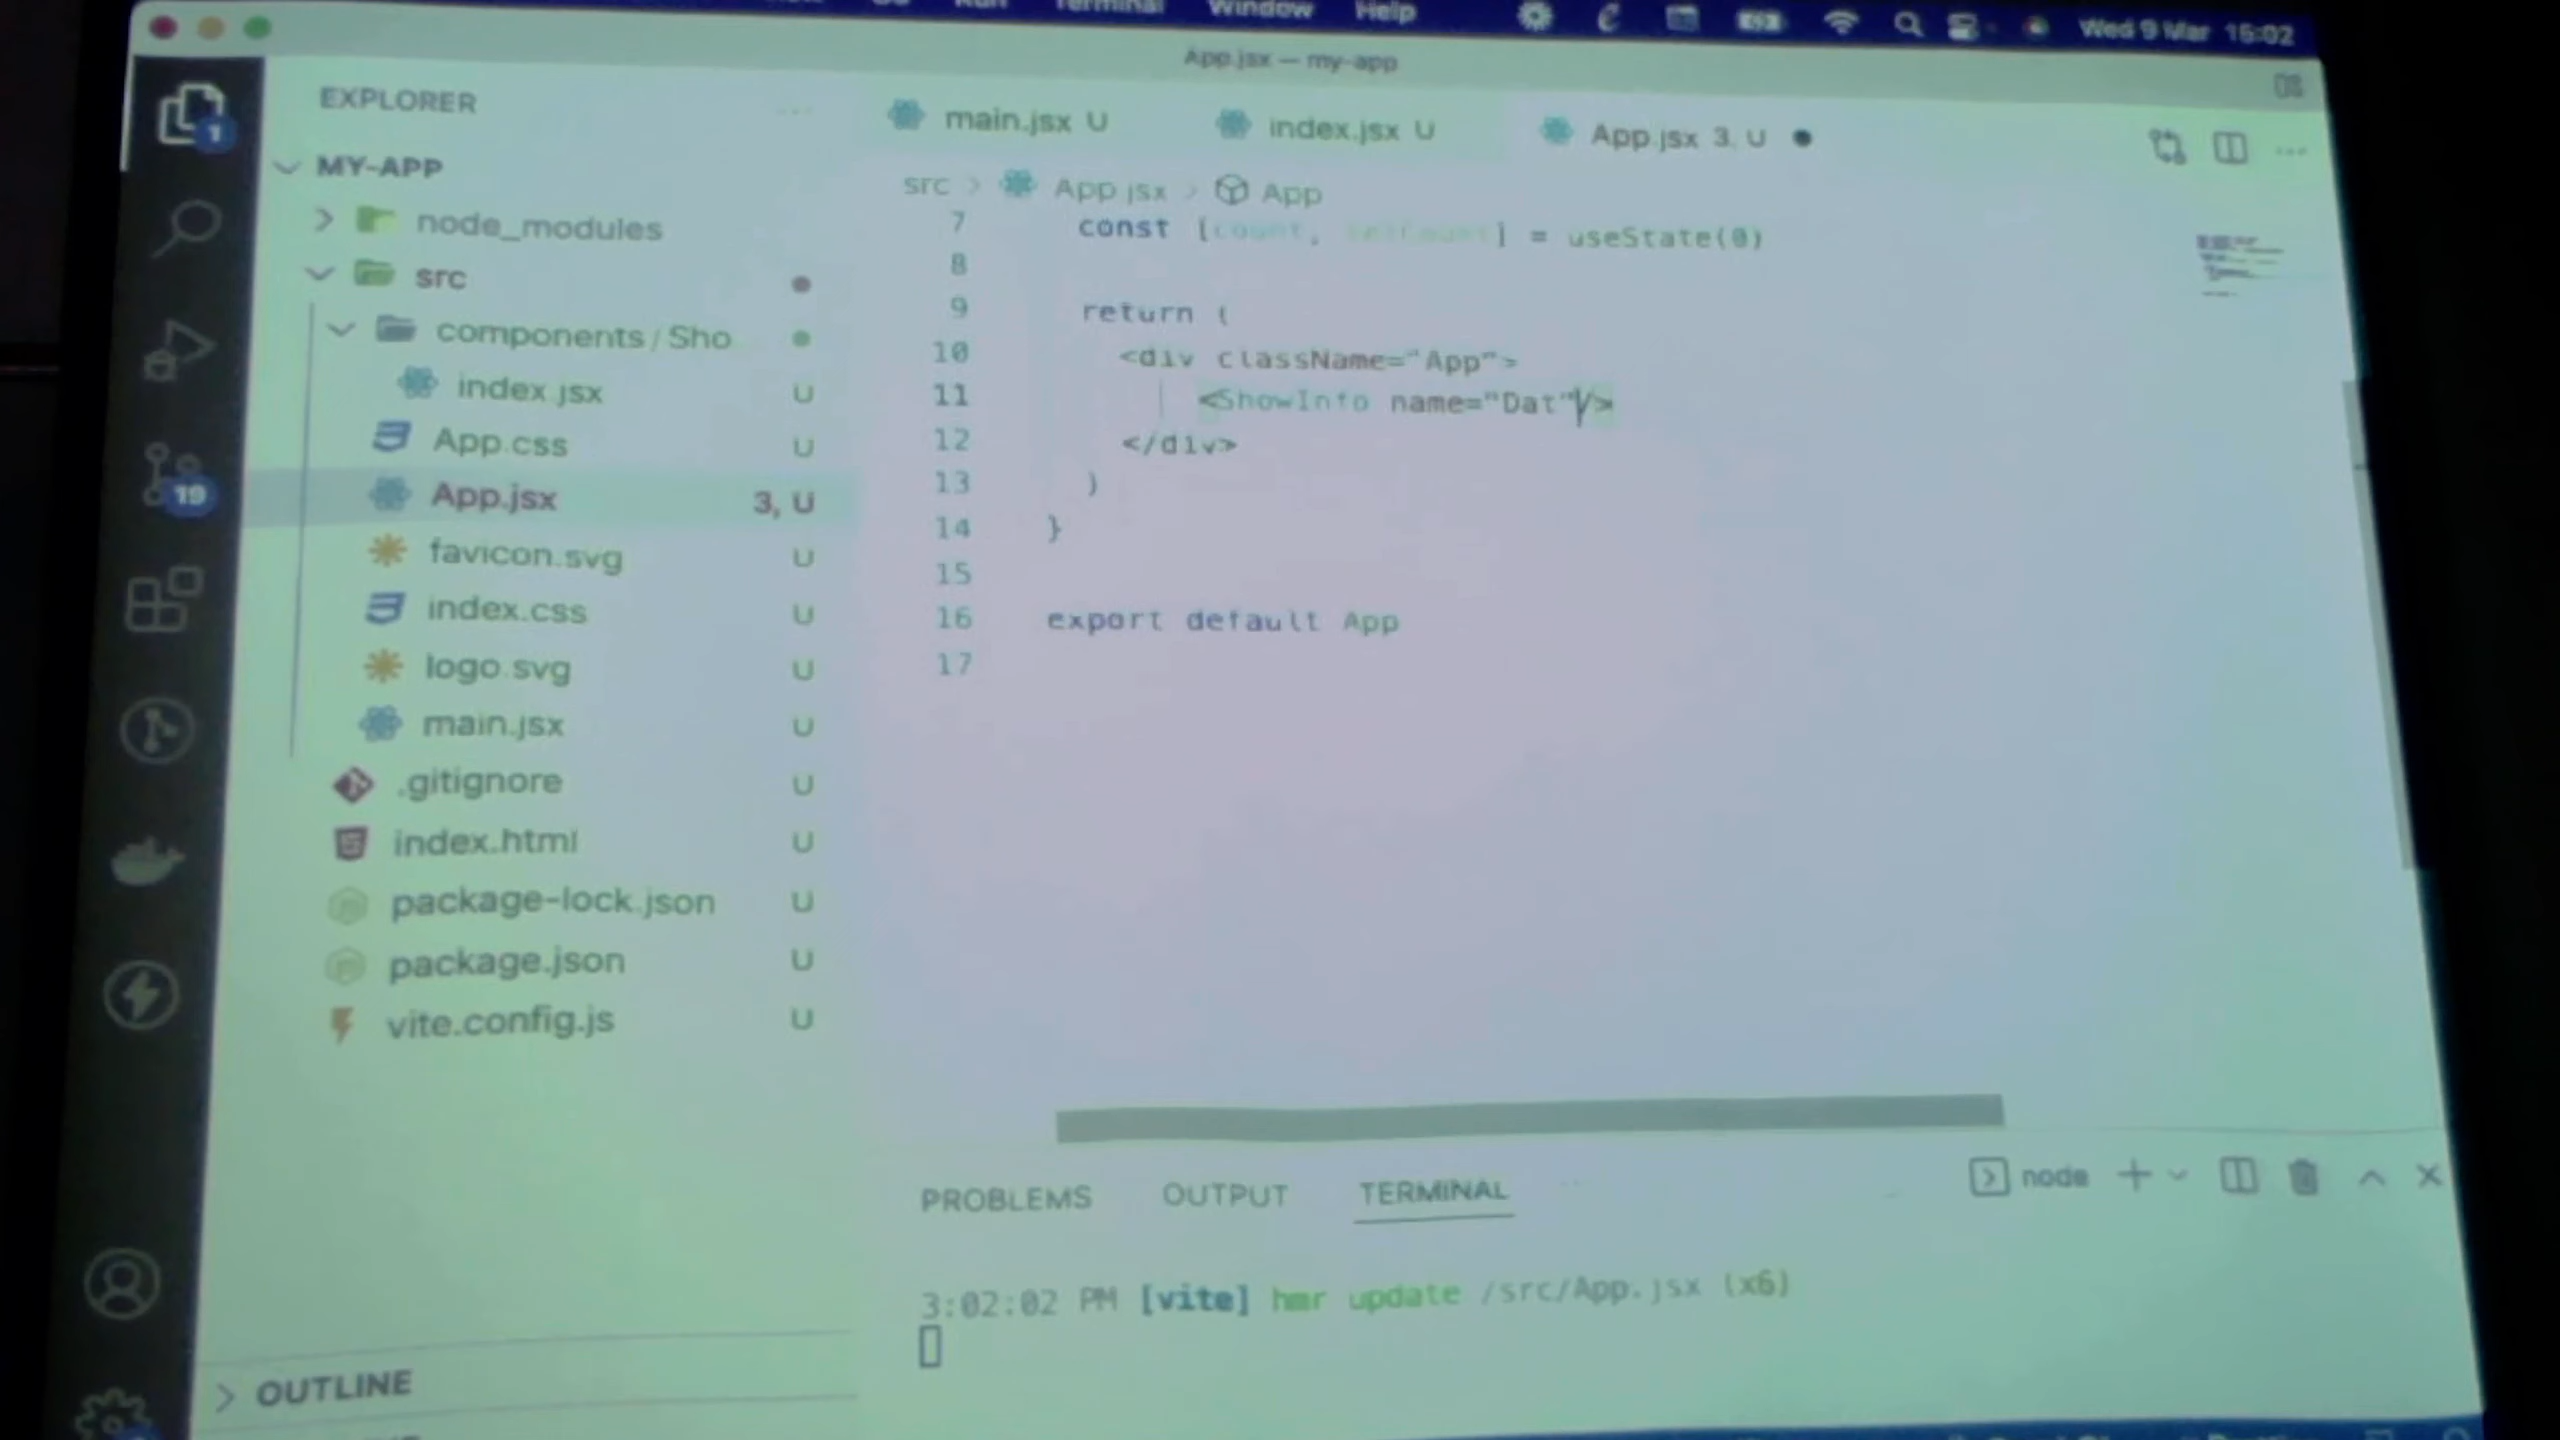 Terminal Window Help
Wed 9 Mar 15:02
App.jsx — my-app
EXPLORER
1
MY-APP
node_modules
src
components / Sho
index.jsx U
App.css U
App.jsx 3, U
favicon.svg U
index.css U
logo.svg U
main.jsx U
.gitignore U
index.html U
package-lock.json U
package.json U
vite.config.js U
OUTLINE
19
main.jsx U
index.jsx U
App.jsx 3, U
src > App.jsx > App
7 const [count, setCount] = useState(0)
8
9 return (
10 <div className="App">
11 <ShowInfo name="Dat"/>
12 </div>
13 )
14 }
15
16 export default App
17
PROBLEMS OUTPUT TERMINAL
node
3:02:02 PM [vite] hmr update /src/App.jsx (x6)